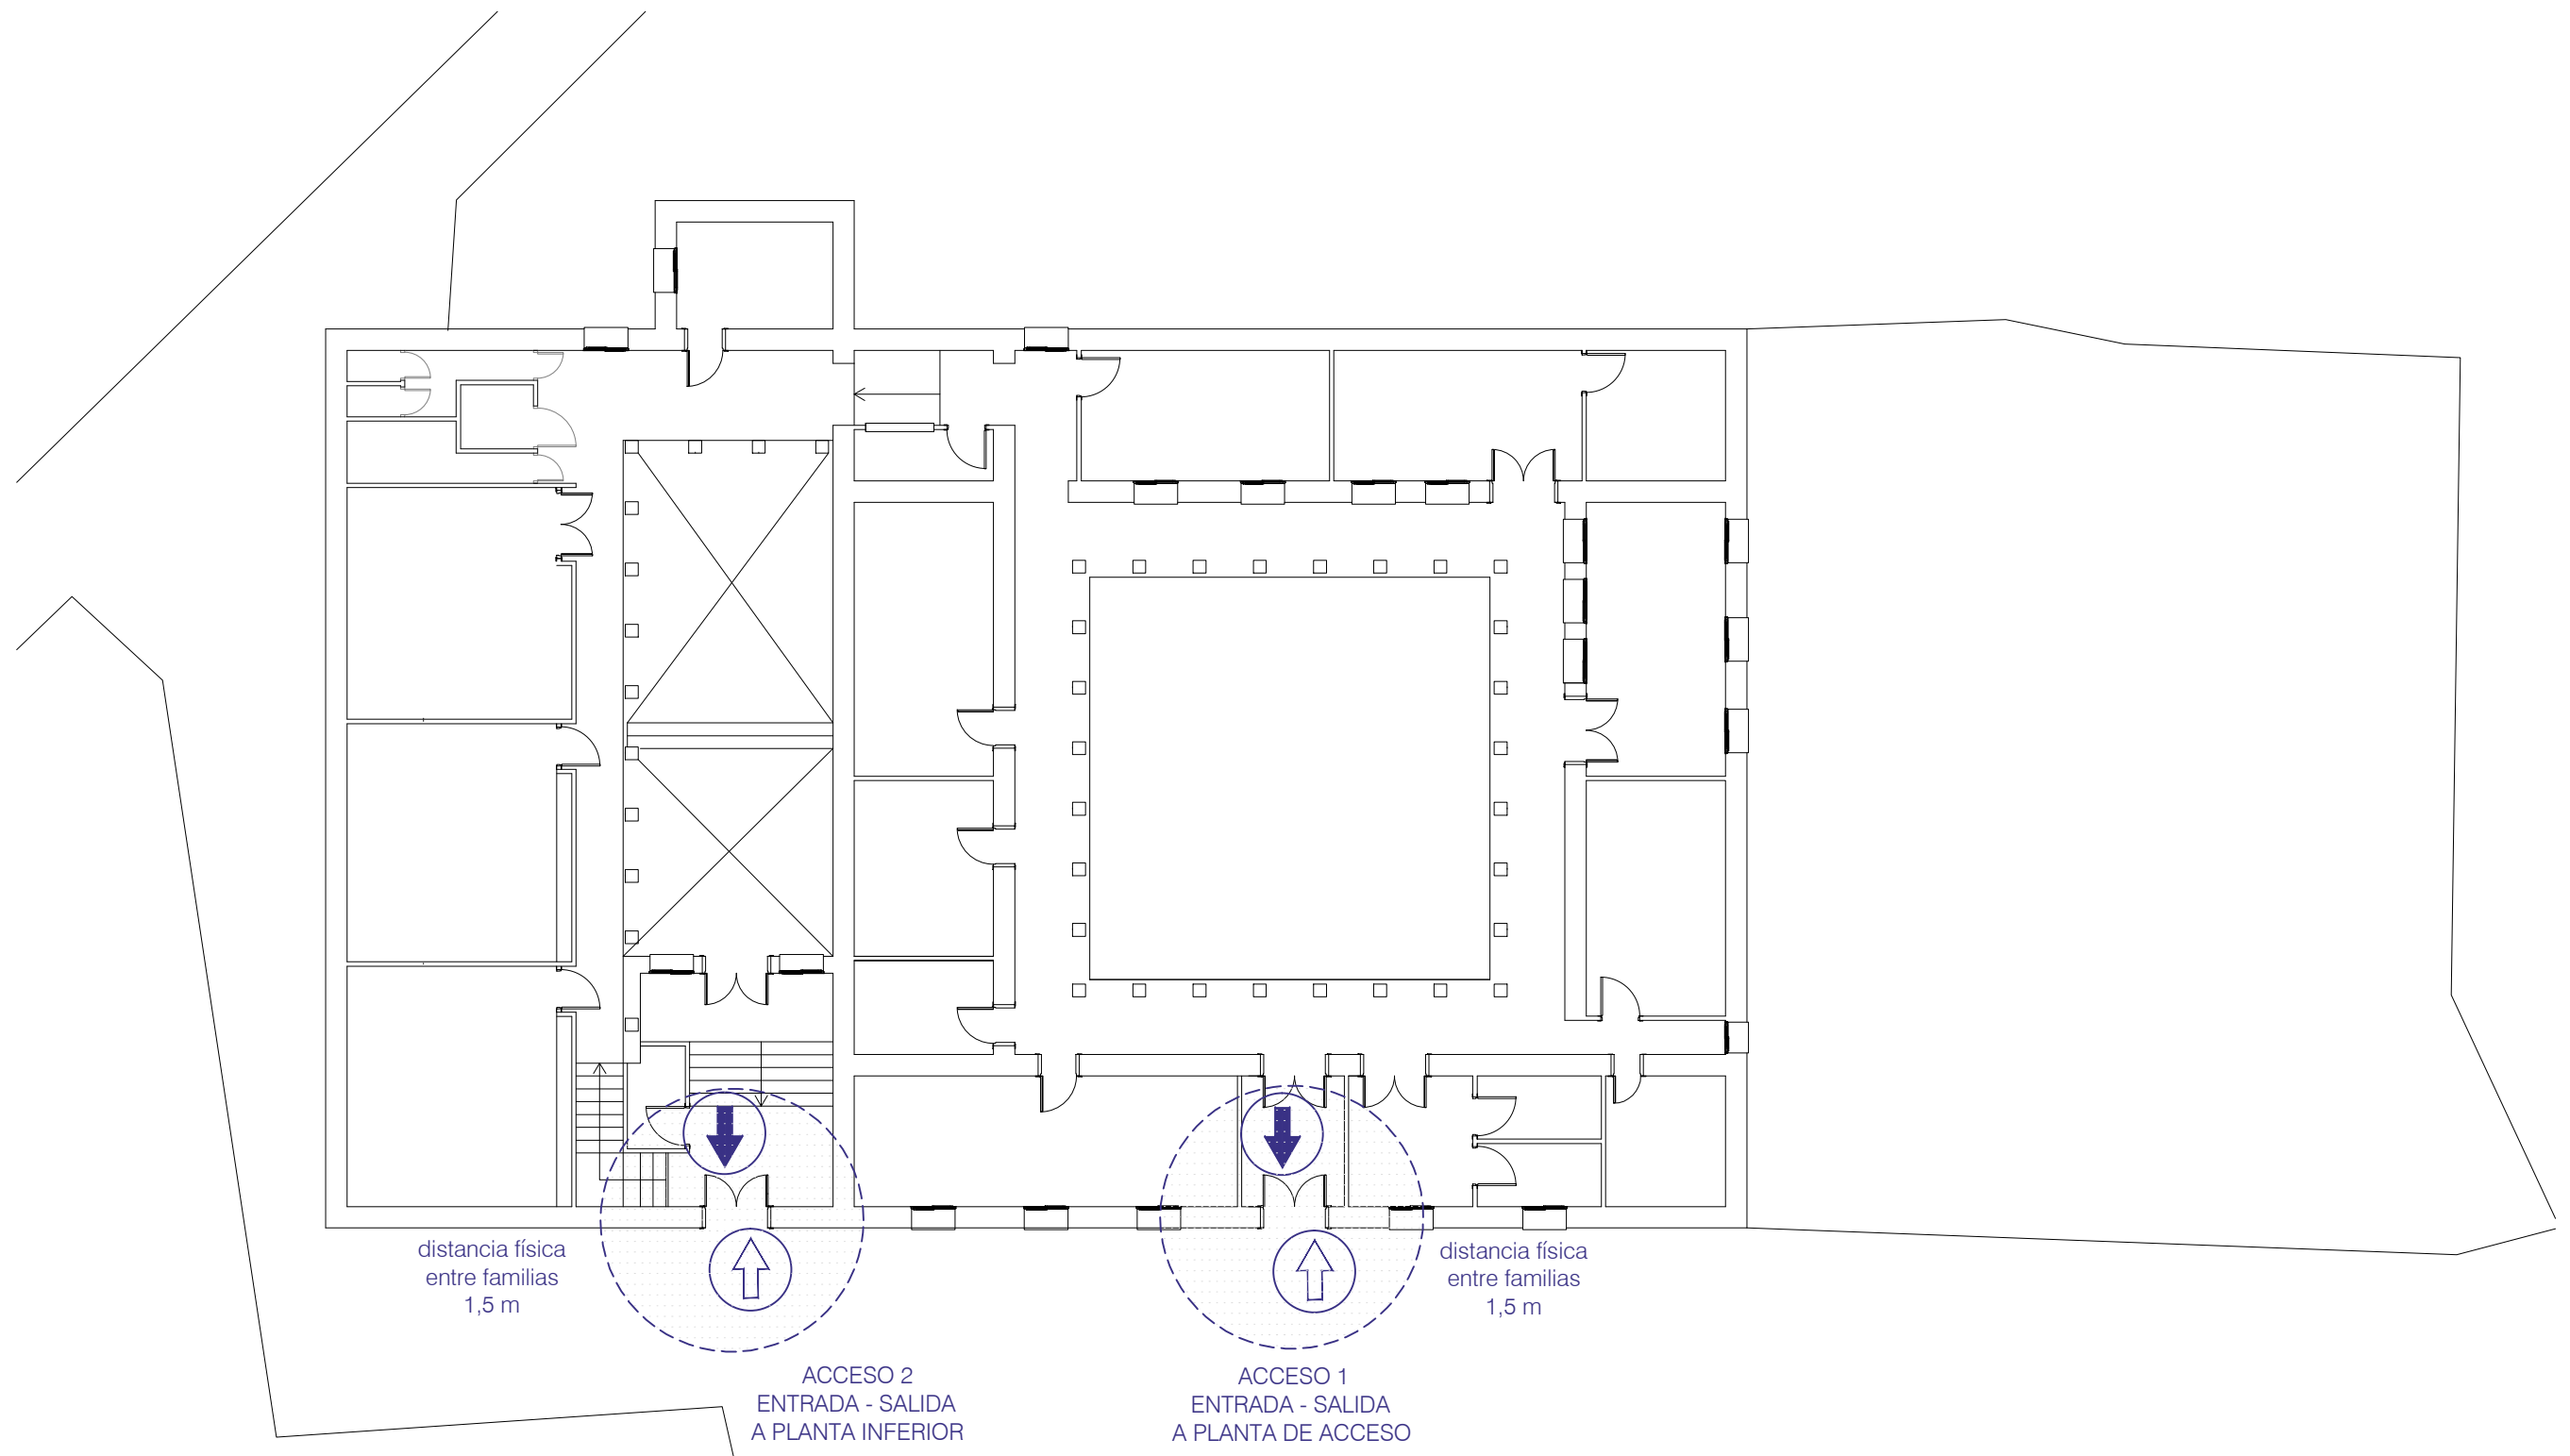 distancia física
entre familias
1,5 m
distancia física
entre familias
1,5 m
ACCESO 2
ENTRADA - SALIDA
A PLANTA INFERIOR
ACCESO 1
ENTRADA - SALIDA
A PLANTA DE ACCESO